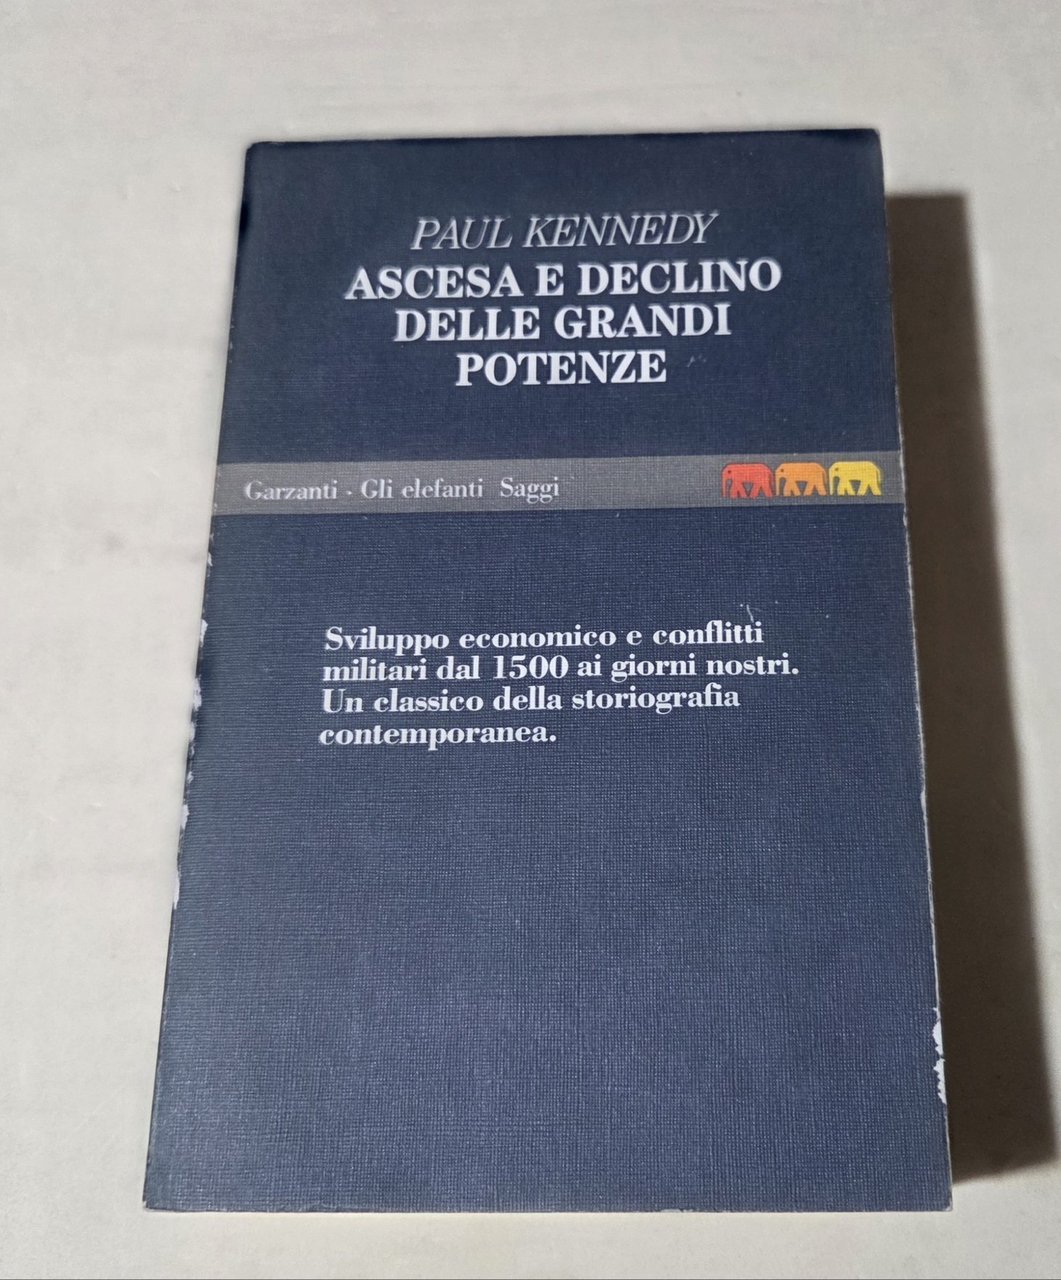 PAUL KENNEDY
ASCESA E DECLINO
DELLE GRANDI
POTENZE
Garzanti · Gli elefanti Saggi
Sviluppo economico e conflitti
militari dal 1500 ai giorni nostri.
Un classico della storiografia
contemporanea.